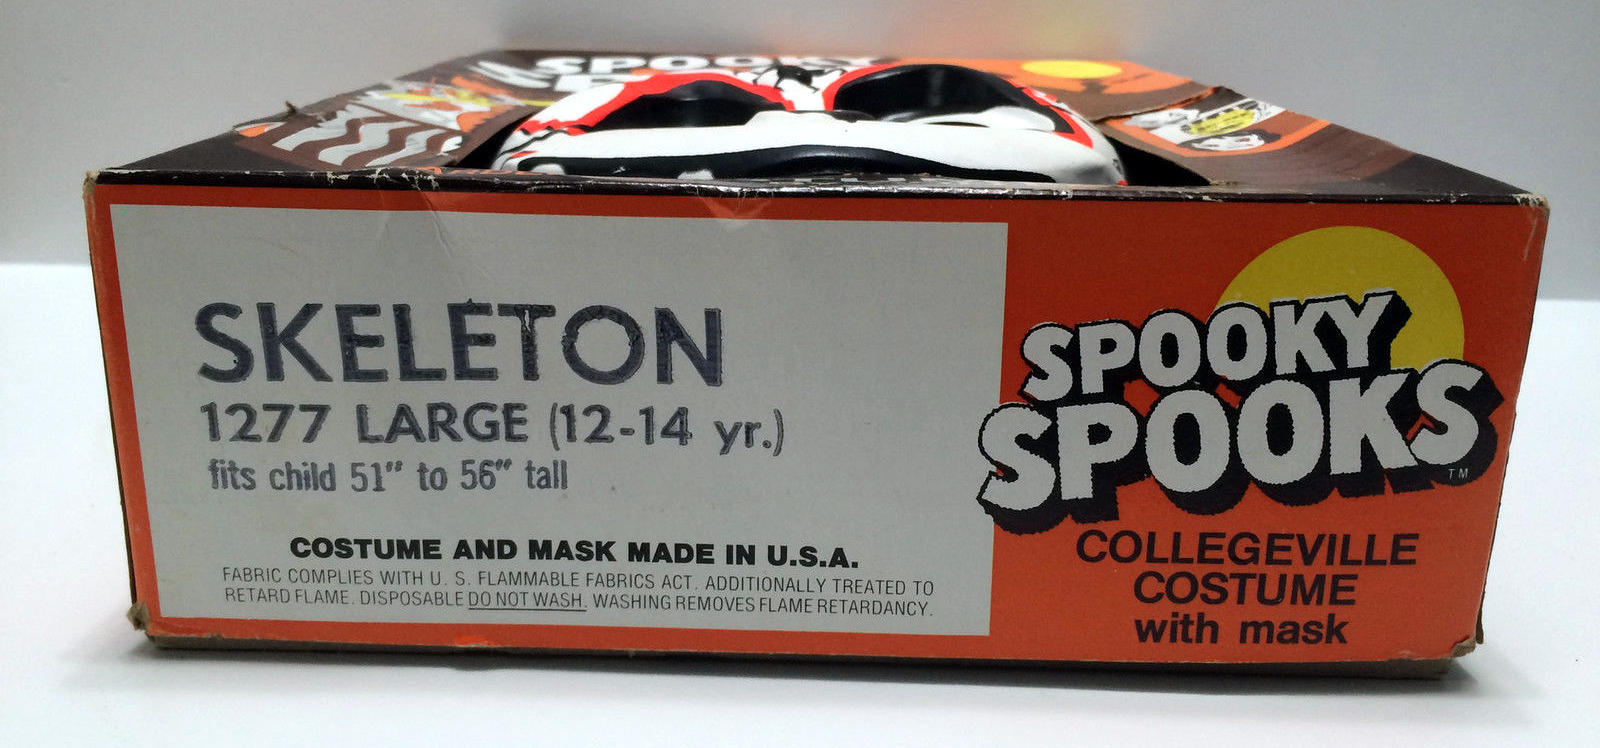 SPOOKY
SKELETON
1277 LARGE (12-14 yr.)
fits child 51" to 56" tall
COSTUME AND MASK MADE IN U.S.A.
FABRIC COMPLIES WITH U. S. FLAMMABLE FABRICS ACT. ADDITIONALLY TREATED TO
RETARD FLAME. DISPOSABLE DO NOT WASH. WASHING REMOVES FLAME RETARDANCY.
SPOOKY
SPOOKS
TM
COLLEGEVILLE
COSTUME
with mask